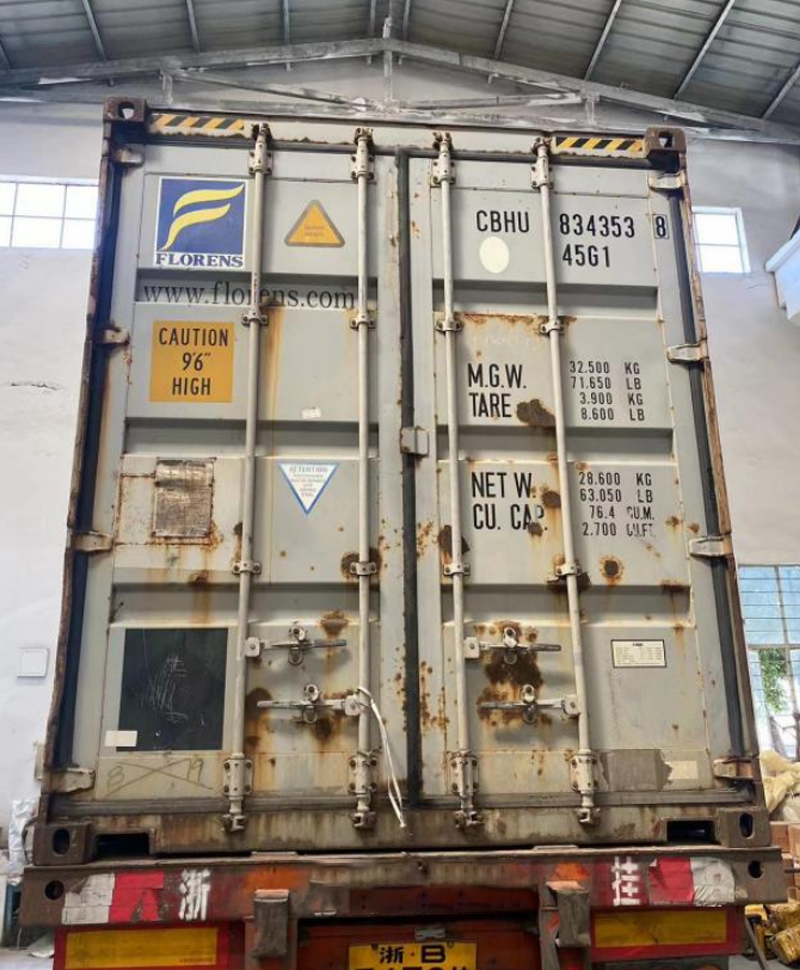 FLORENS
www.florens.com
CAUTION
9'6"
HIGH
ATTENTION
CBHU 834353 8
45G1
M.G.W. 32.500 KG
71.650 LB
TARE 3.900 KG
8.600 LB
NET W. 28.600 KG
63.050 LB
CU. CAP. 76.4 CU.M.
2.700 CU.FT.
浙
挂
浙·B